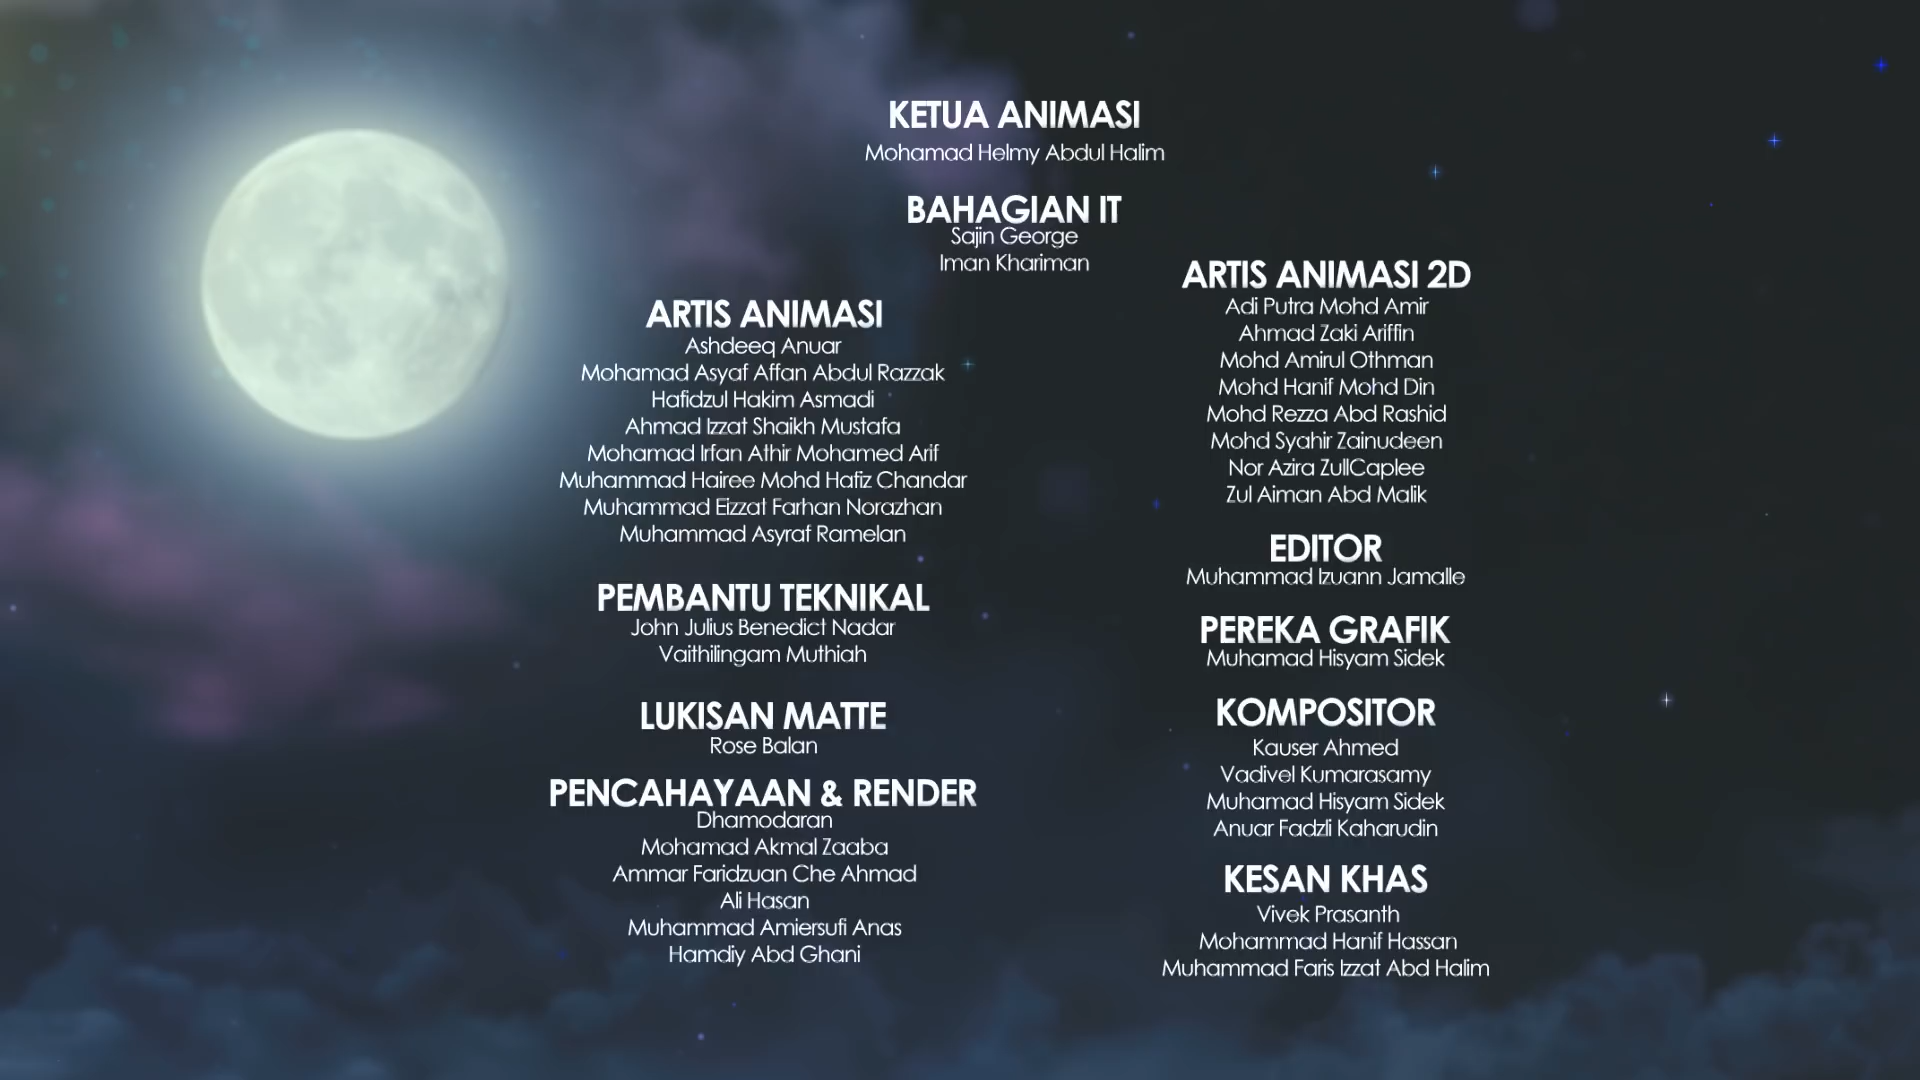 KETUA ANIMASI
Mohamad Helmy Abdul Halim
BAHAGIAN IT
Sajin George
Iman Khariman
ARTIS ANIMASI
Ashdeeq Anuar
Mohamad Asyaf Affan Abdul Razzak
Hafidzul Hakim Asmadi
Ahmad Izzat Shaikh Mustafa
Mohamad Irfan Athir Mohamed Arif
Muhammad Hairee Mohd Hafiz Chandar
Muhammad Eizzat Farhan Norazhan
Muhammad Asyraf Ramelan
PEMBANTU TEKNIKAL
John Julius Benedict Nadar
Vaithilingam Muthiah
LUKISAN MATTE
Rose Balan
PENCAHAYAAN & RENDER
Dhamodaran
Mohamad Akmal Zaaba
Ammar Faridzuan Che Ahmad
Ali Hasan
Muhammad Amiersufi Anas
Hamdiy Abd Ghani
ARTIS ANIMASI 2D
Adi Putra Mohd Amir
Ahmad Zaki Ariffin
Mohd Amirul Othman
Mohd Hanif Mohd Din
Mohd Rezza Abd Rashid
Mohd Syahir Zainudeen
Nor Azira ZullCaplee
Zul Aiman Abd Malik
EDITOR
Muhammad Izuann Jamalle
PEREKA GRAFIK
Muhamad Hisyam Sidek
KOMPOSITOR
Kauser Ahmed
Vadivel Kumarasamy
Muhamad Hisyam Sidek
Anuar Fadzli Kaharudin
KESAN KHAS
Vivek Prasanth
Mohammad Hanif Hassan
Muhammad Faris Izzat Abd Halim